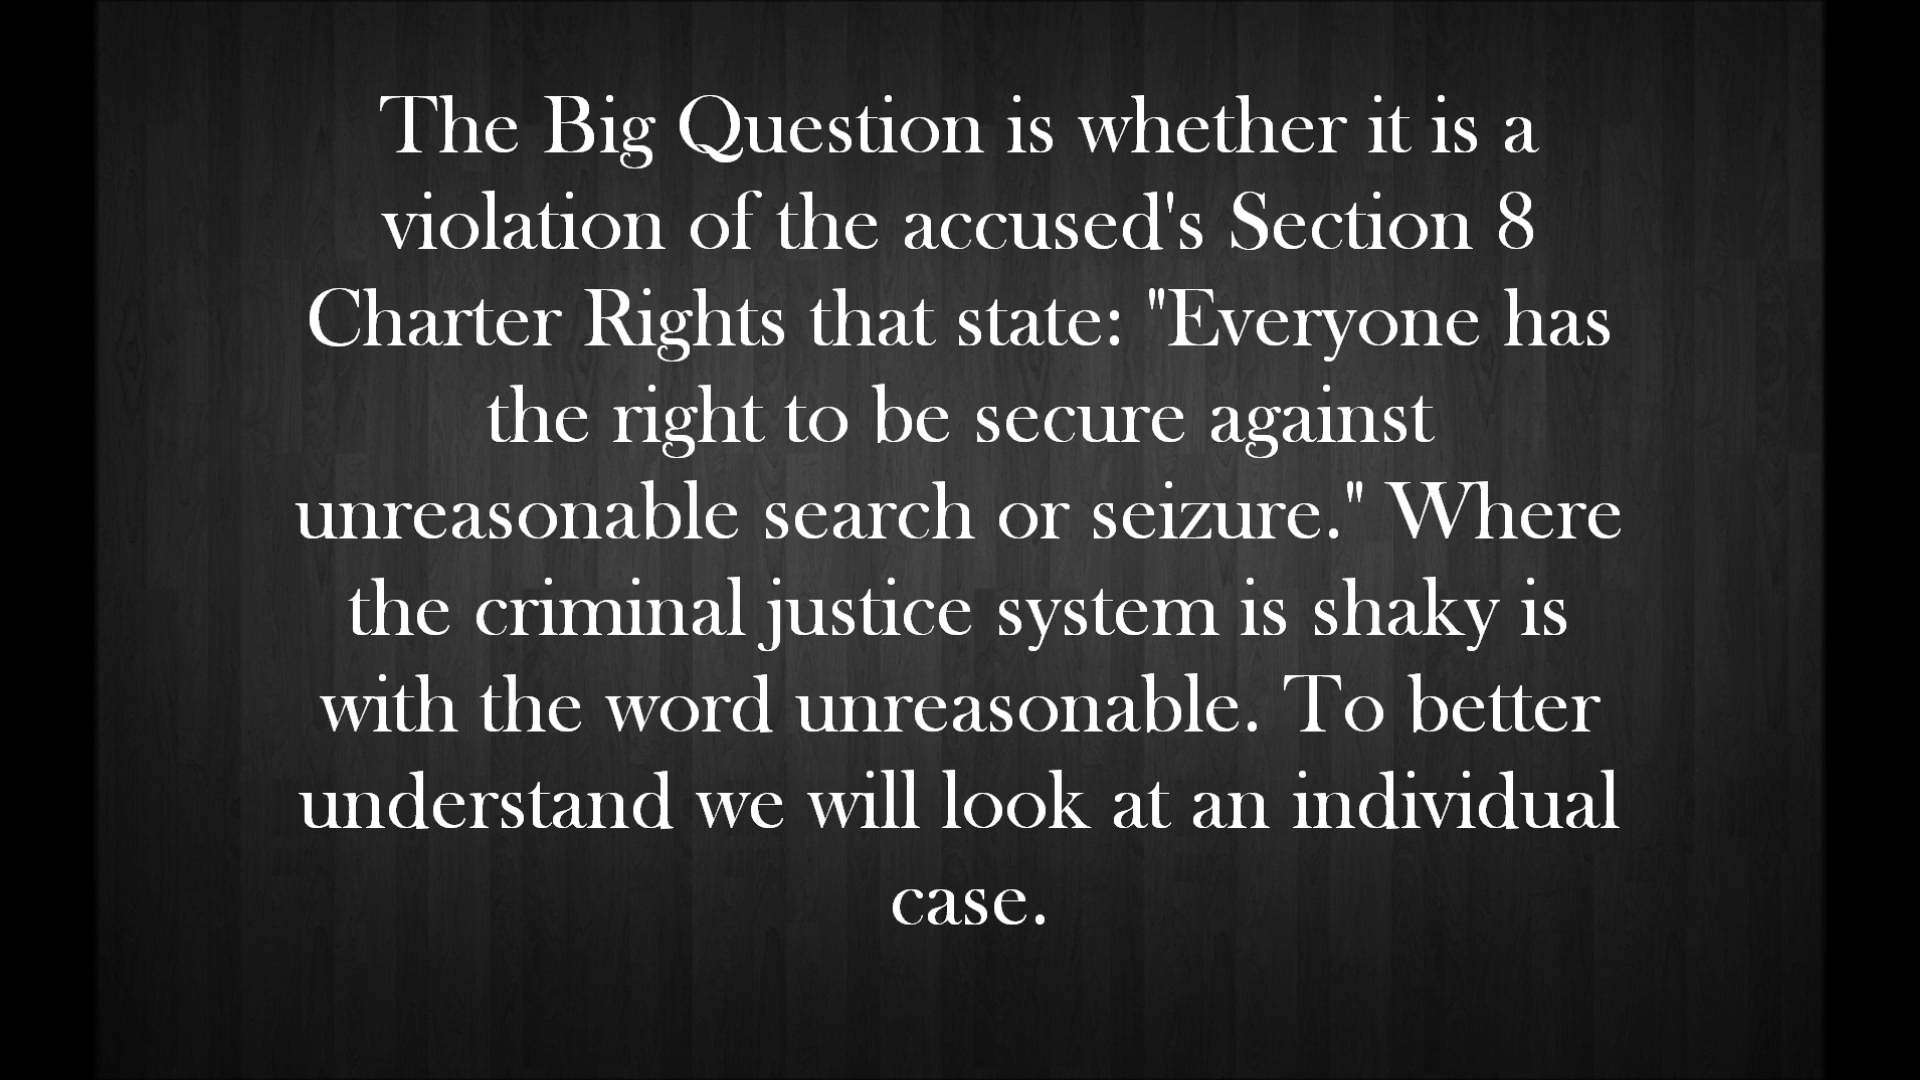 The Big Question is whether it is a
violation of the accused's Section 8
Charter Rights that state: "Everyone has
the right to be secure against
unreasonable search or seizure." Where
the criminal justice system is shaky is
with the word unreasonable. To better
understand we will look at an individual
case.